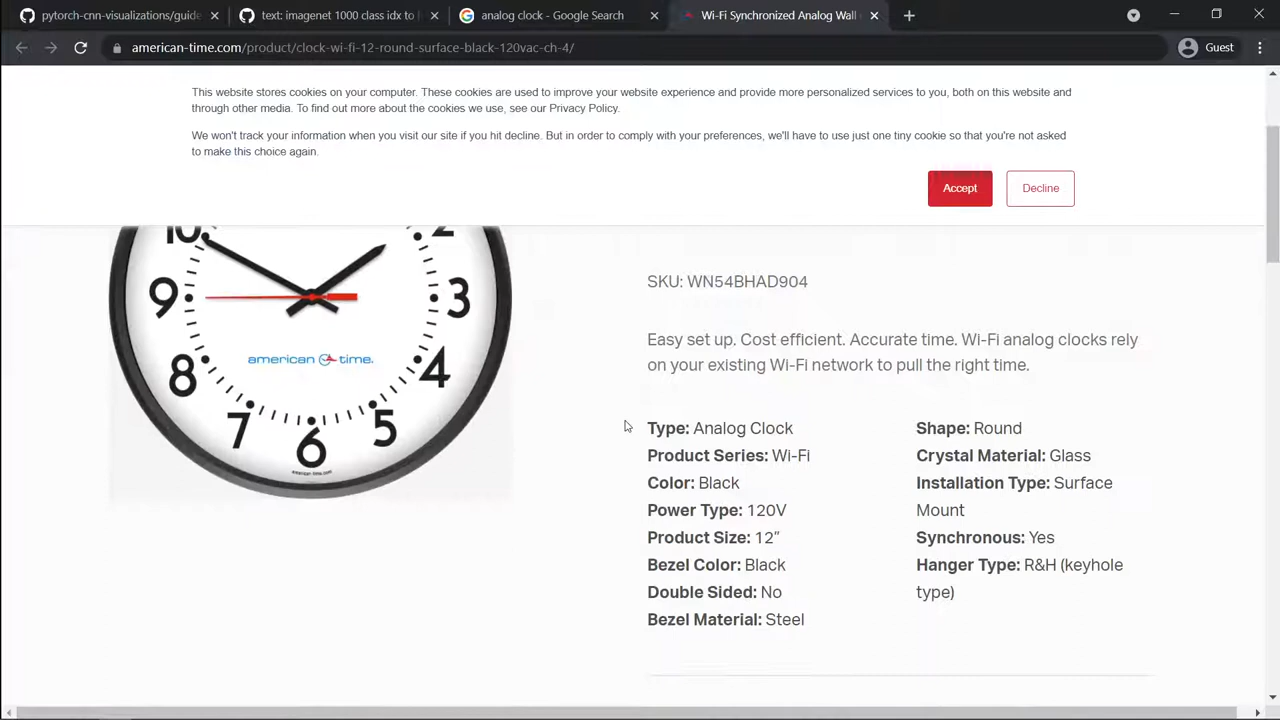 pytorch-cnn-visualizations/guide
text: imagenet 1000 class idx to l
analog clock - Google Search
Wi-Fi Synchronized Analog Wall
american-time.com/product/clock-wi-fi-12-round-surface-black-120vac-ch-4/
Guest
This website stores cookies on your computer. These cookies are used to improve your website experience and provide more personalized services to you, both on this website and
through other media. To find out more about the cookies we use, see our Privacy Policy.
We won't track your information when you visit our site if you hit decline. But in order to comply with your preferences, we'll have to use just one tiny cookie so that you're not asked
to make this choice again.
Accept
Decline
10
2
9
3
american time.
8
4
7
5
6
american-time.com
SKU: WN54BHAD904
Easy set up. Cost efficient. Accurate time. Wi-Fi analog clocks rely
on your existing Wi-Fi network to pull the right time.
Type: Analog Clock
Product Series: Wi-Fi
Color: Black
Power Type: 120V
Product Size: 12″
Bezel Color: Black
Double Sided: No
Bezel Material: Steel
Shape: Round
Crystal Material: Glass
Installation Type: Surface
Mount
Synchronous: Yes
Hanger Type: R&H (keyhole
type)